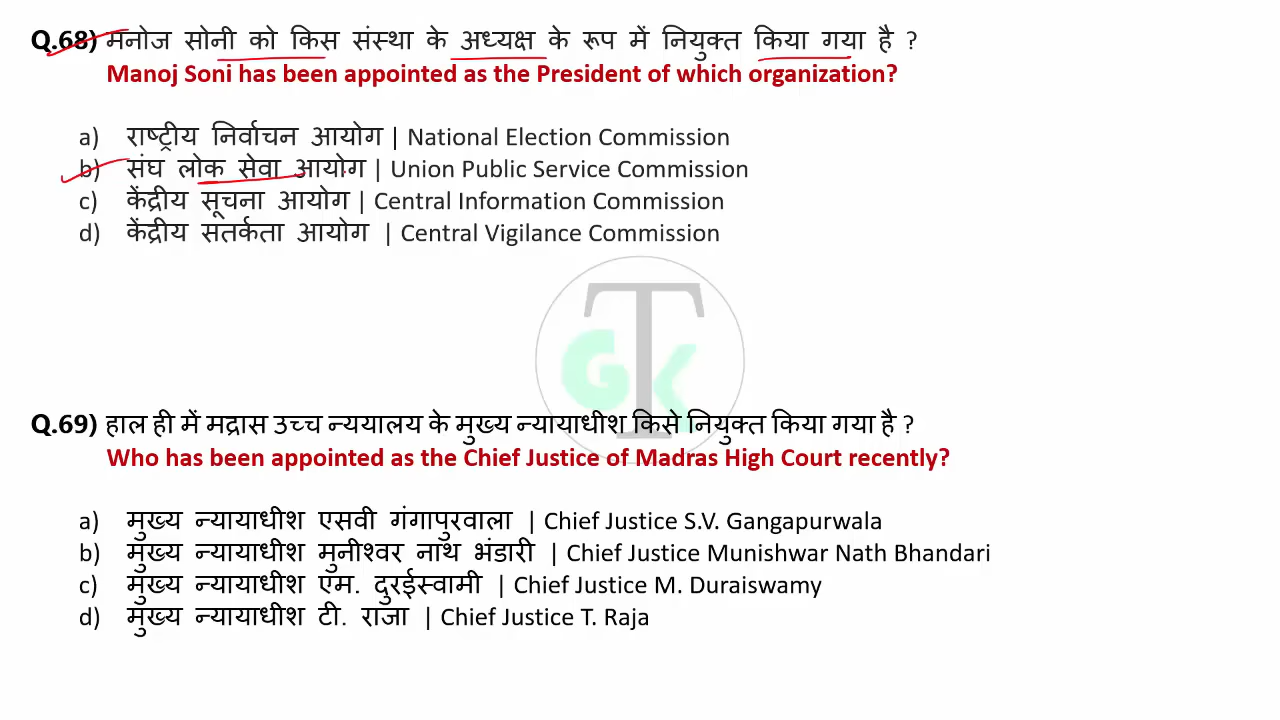 Q.68) मनोज सोनी को किस संस्था के अध्यक्ष के रूप में नियुक्त किया गया है ?
Manoj Soni has been appointed as the President of which organization?
a) राष्ट्रीय निर्वाचन आयोग | National Election Commission
b) संघ लोक सेवा आयोग | Union Public Service Commission
c) केंद्रीय सूचना आयोग | Central Information Commission
d) केंद्रीय सतर्कता आयोग | Central Vigilance Commission
T
GK
Q.69) हाल ही में मद्रास उच्च न्ययालय के मुख्य न्यायाधीश किसे नियुक्त किया गया है ?
Who has been appointed as the Chief Justice of Madras High Court recently?
a) मुख्य न्यायाधीश एसवी गंगापुरवाला | Chief Justice S.V. Gangapurwala
b) मुख्य न्यायाधीश मुनीश्वर नाथ भंडारी | Chief Justice Munishwar Nath Bhandari
c) मुख्य न्यायाधीश एम. दुरईस्वामी | Chief Justice M. Duraiswamy
d) मुख्य न्यायाधीश टी. राजा | Chief Justice T. Raja